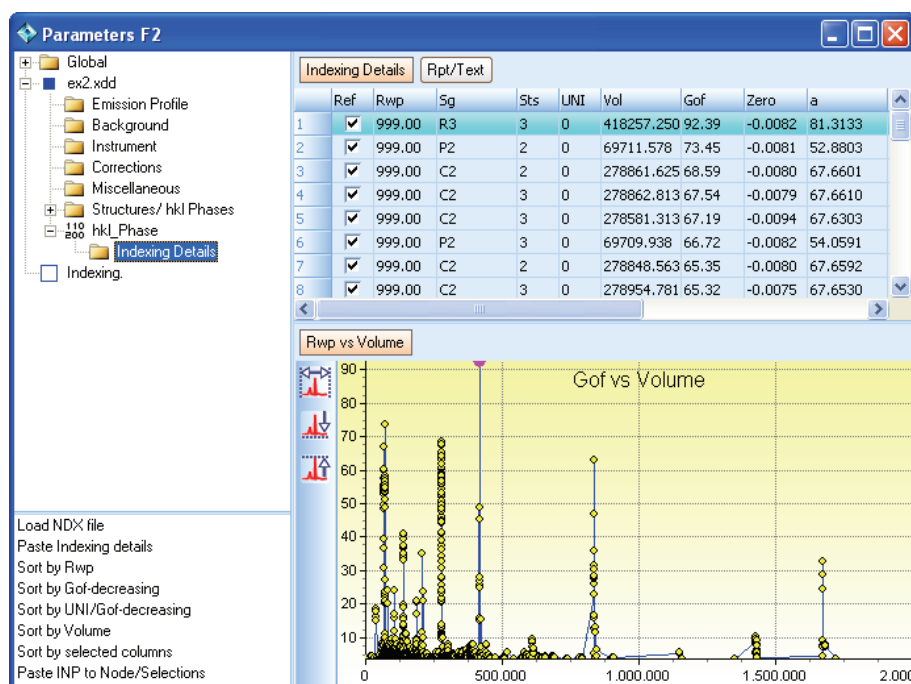 Parameters F2
Global
ex2.xdd
Emission Profile
Background
Instrument
Corrections
Miscellaneous
Structures/ hkl Phases
110
200 hkl_Phase
Indexing Details
Indexing.
Load NDX file
Paste Indexing details
Sort by Rwp
Sort by Gof-decreasing
Sort by UNI/Gof-decreasing
Sort by Volume
Sort by selected columns
Paste INP to Node/Selections
Indexing Details Rpt/Text
Ref Rwp Sg Sts UNI Vol Gof Zero a
1 999.00 R3 3 0 418257.250 92.39 -0.0082 81.3133
2 999.00 P2 2 0 69711.578 73.45 -0.0081 52.8803
3 999.00 C2 2 0 278861.625 68.59 -0.0080 67.6601
4 999.00 C2 3 0 278862.813 67.54 -0.0079 67.6610
5 999.00 C2 3 0 278581.313 67.19 -0.0094 67.6303
6 999.00 P2 3 0 69709.938 66.72 -0.0082 54.0591
7 999.00 C2 2 0 278848.563 65.35 -0.0080 67.6592
8 999.00 C2 3 0 278954.781 65.32 -0.0075 67.6530
Rwp vs Volume
Gof vs Volume
90
80
70
60
50
40
30
20
10
0 500.000 1.000.000 1.500.000 2.000